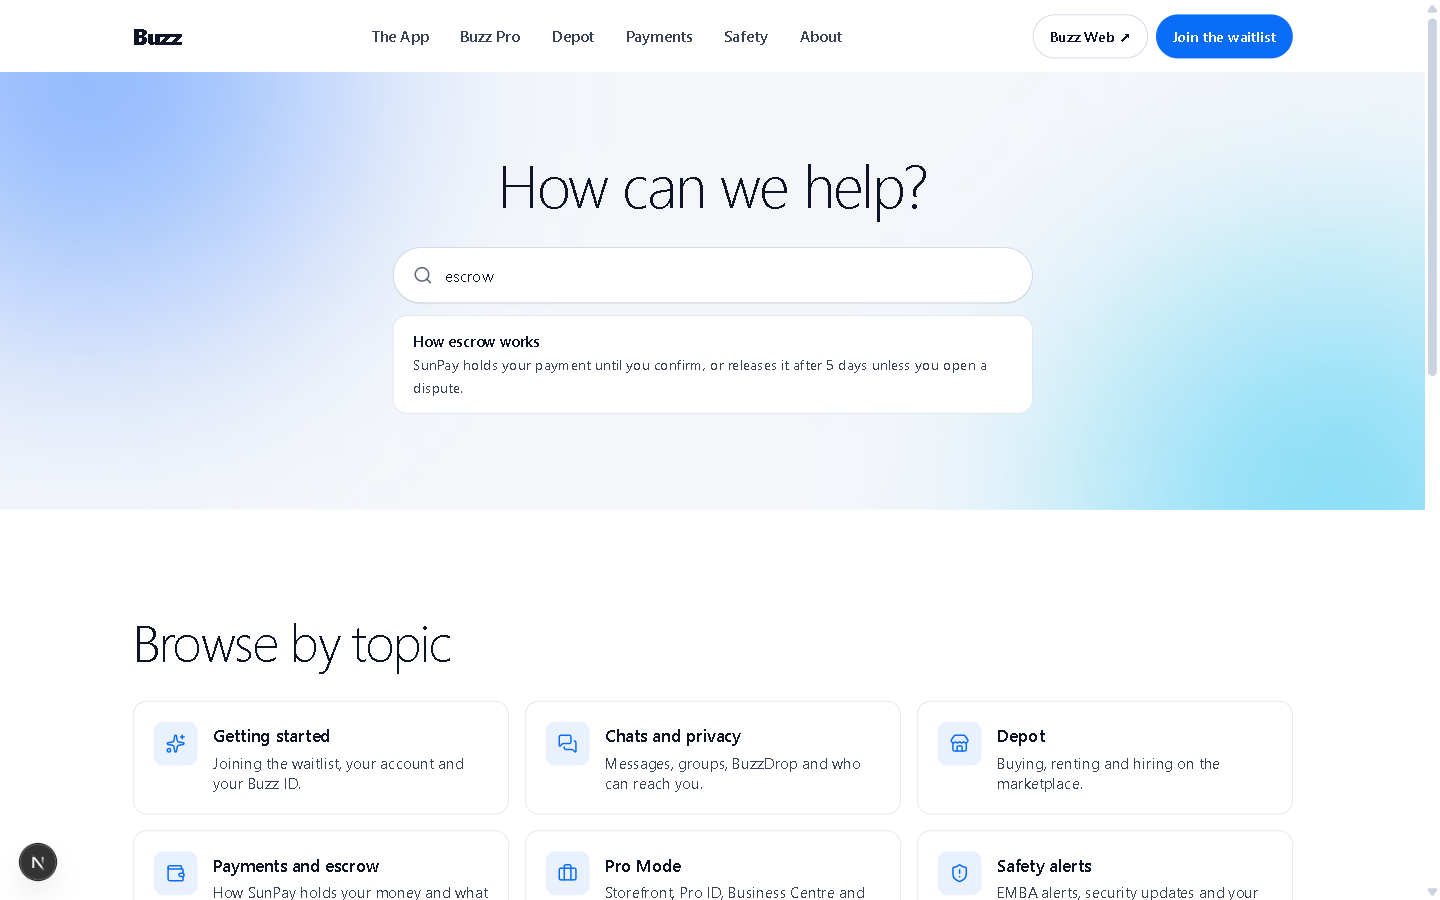 Buzz
The App
Buzz Pro
Depot
Payments
Safety
About
Buzz Web ↗
Join the waitlist
How can we help?
escrow
How escrow works
SunPay holds your payment until you confirm, or releases it after 5 days unless you open a
dispute.
Browse by topic
Getting started
Joining the waitlist, your account and
your Buzz ID.
Chats and privacy
Messages, groups, BuzzDrop and who
can reach you.
Depot
Buying, renting and hiring on the
marketplace.
Payments and escrow
How SunPay holds your money and what
Pro Mode
Storefront, Pro ID, Business Centre and
Safety alerts
EMBA alerts, security updates and your
N